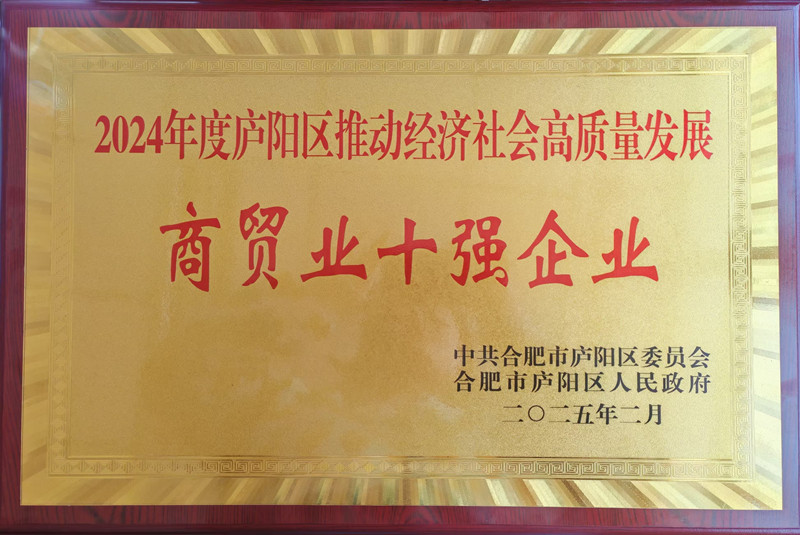 2024年度庐阳区推动经济社会高质量发展
商贸业十强企业
中共合肥市庐阳区委员会
合肥市庐阳区人民政府
二〇二五年二月